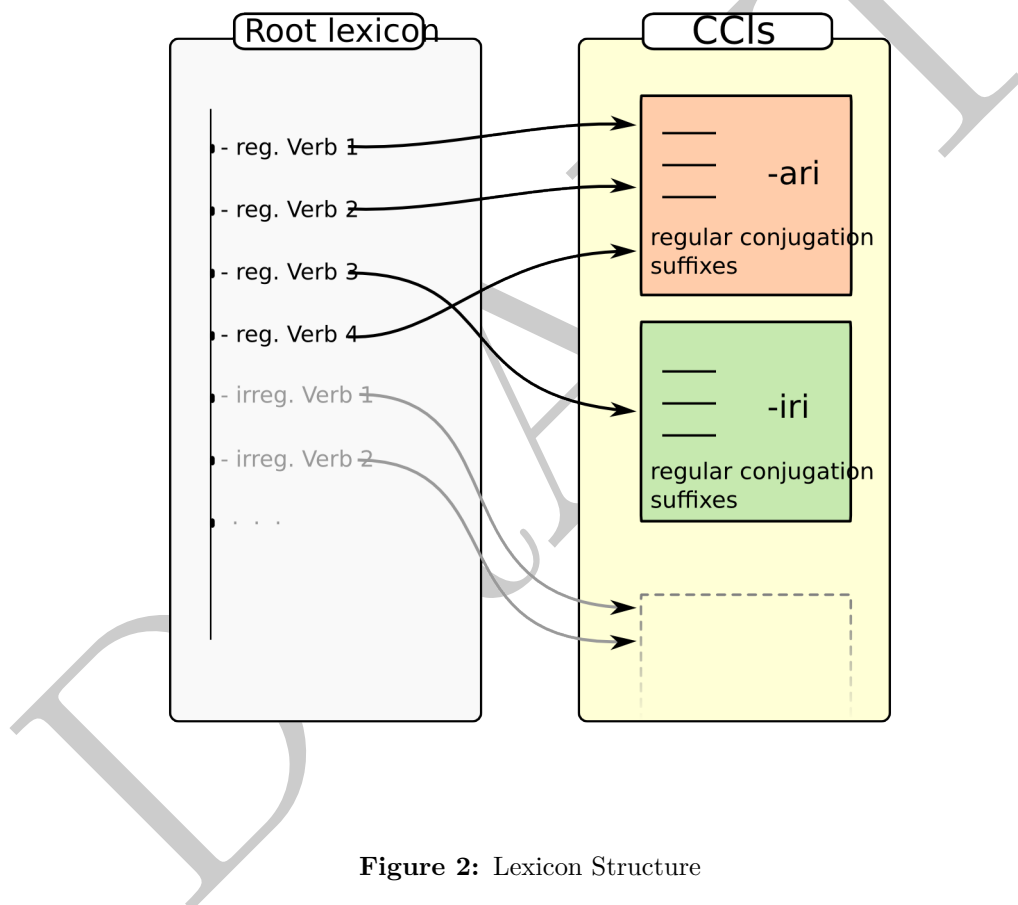 Root lexicon
CCls
- reg. Verb 1
- reg. Verb 2
- reg. Verb 3
- reg. Verb 4
- irreg. Verb 1
- irreg. Verb 2
. . .
-ari
regular conjugation
suffixes
-iri
regular conjugation
suffixes
Figure 2: Lexicon Structure